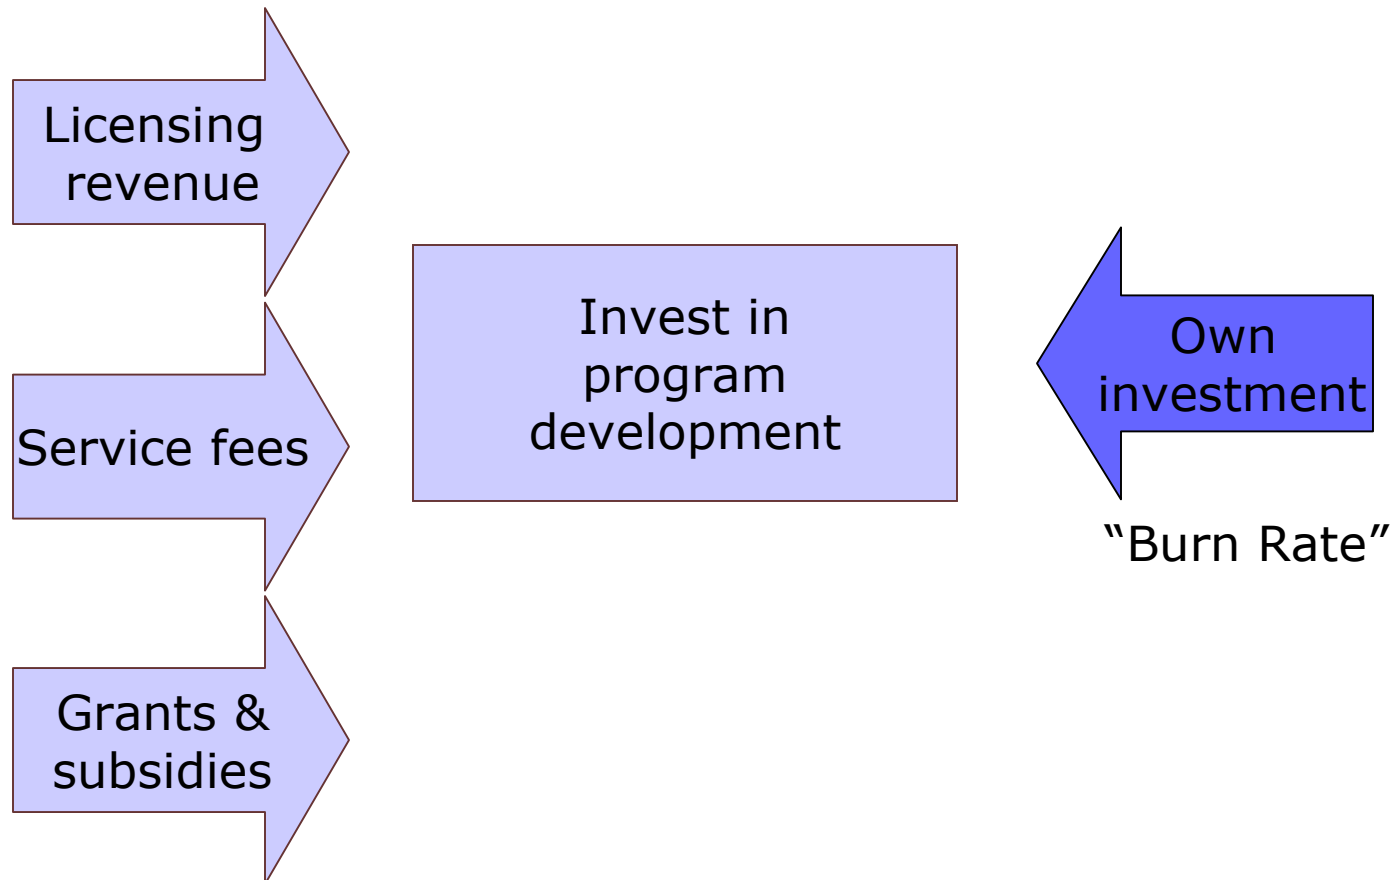 Licensing
revenue
Service fees
Grants &
subsidies
Invest in
program
development
Own
investment
“Burn Rate”